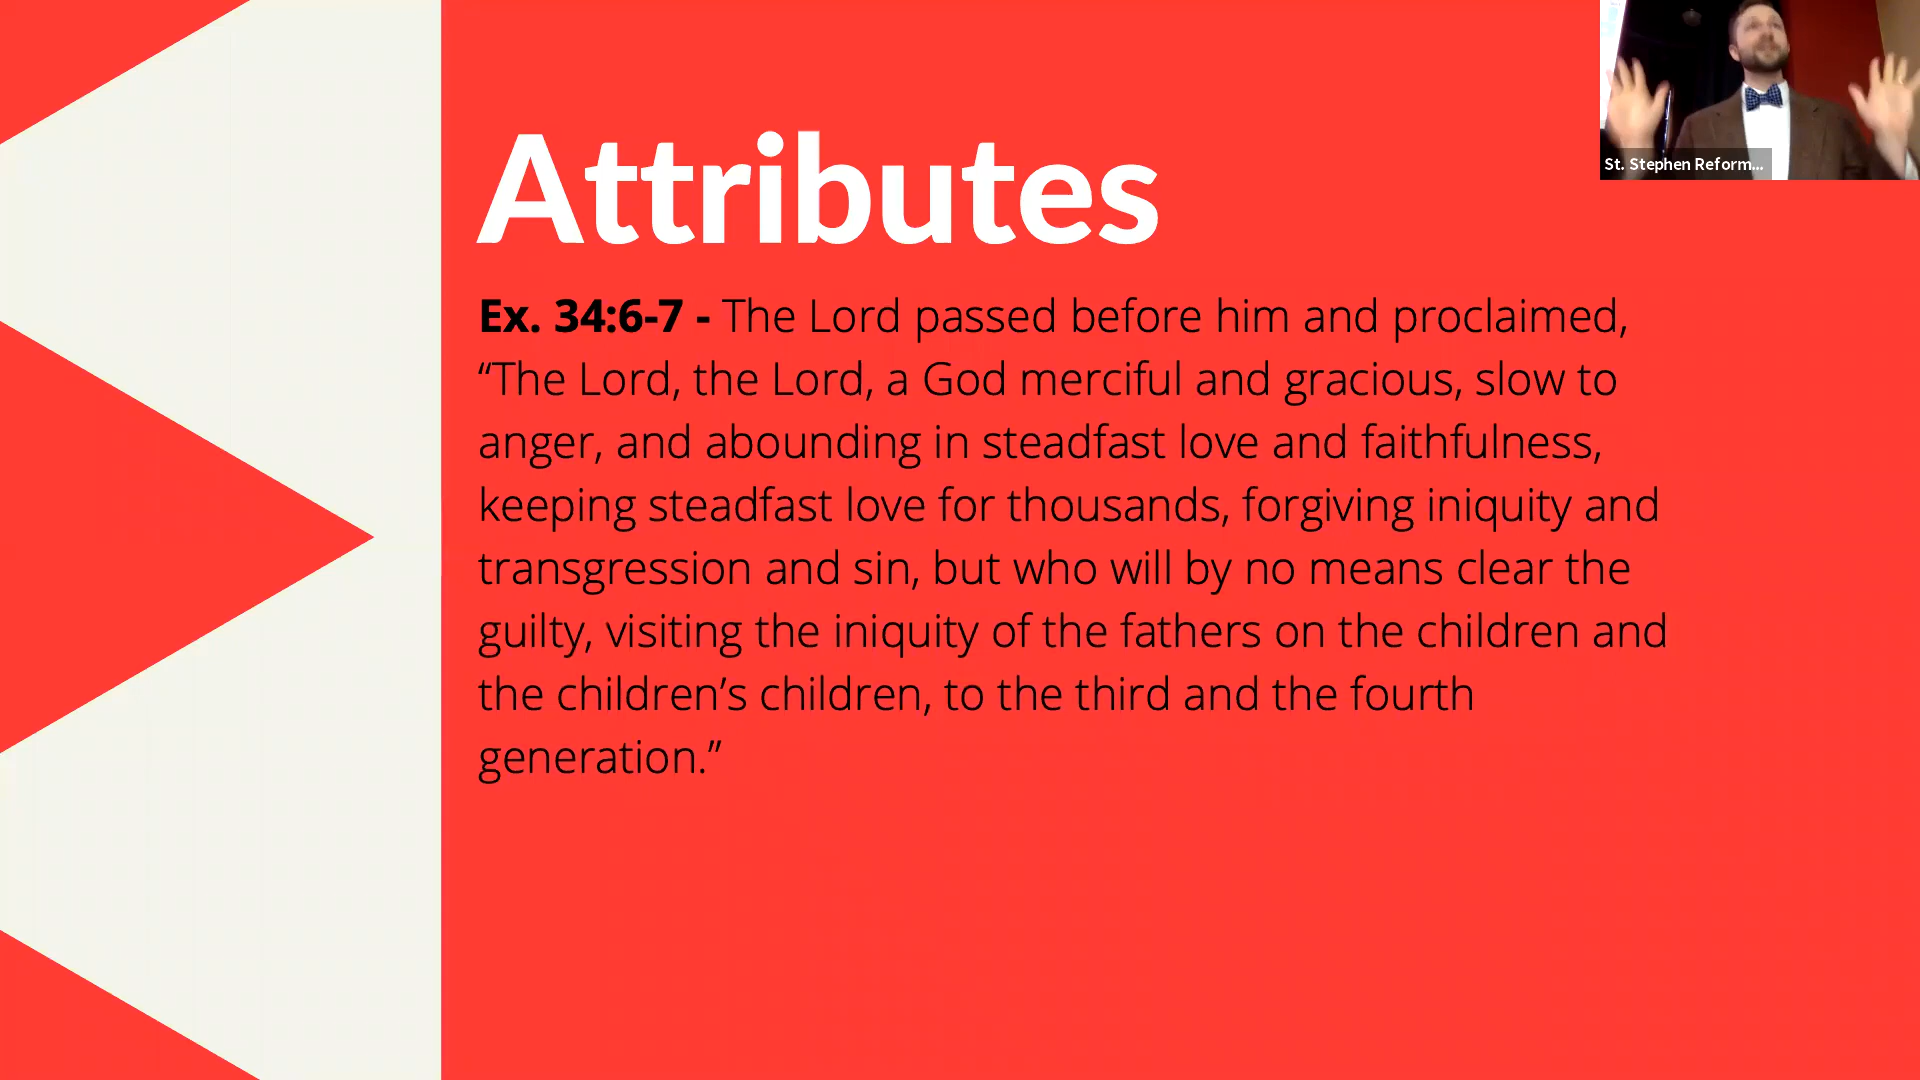 Attributes
Ex. 34:6-7 - The Lord passed before him and proclaimed,
“The Lord, the Lord, a God merciful and gracious, slow to
anger, and abounding in steadfast love and faithfulness,
keeping steadfast love for thousands, forgiving iniquity and
transgression and sin, but who will by no means clear the
guilty, visiting the iniquity of the fathers on the children and
the children’s children, to the third and the fourth
generation.”
St. Stephen Reform...